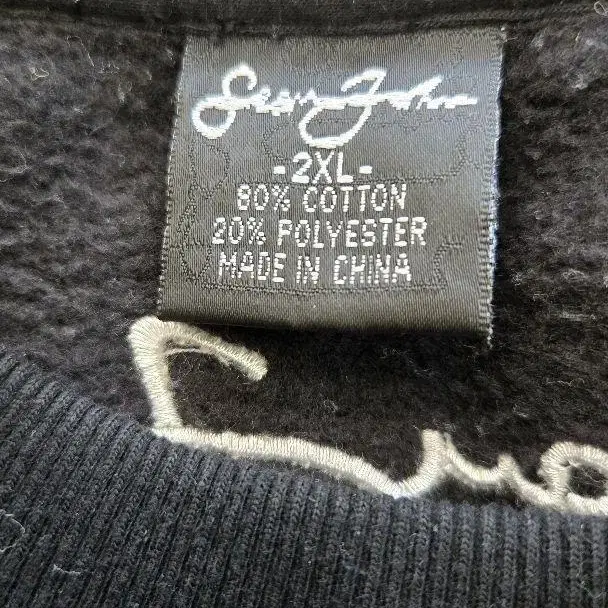 Sean John
-2XL-
80% COTTON
20% POLYESTER
MADE IN CHINA